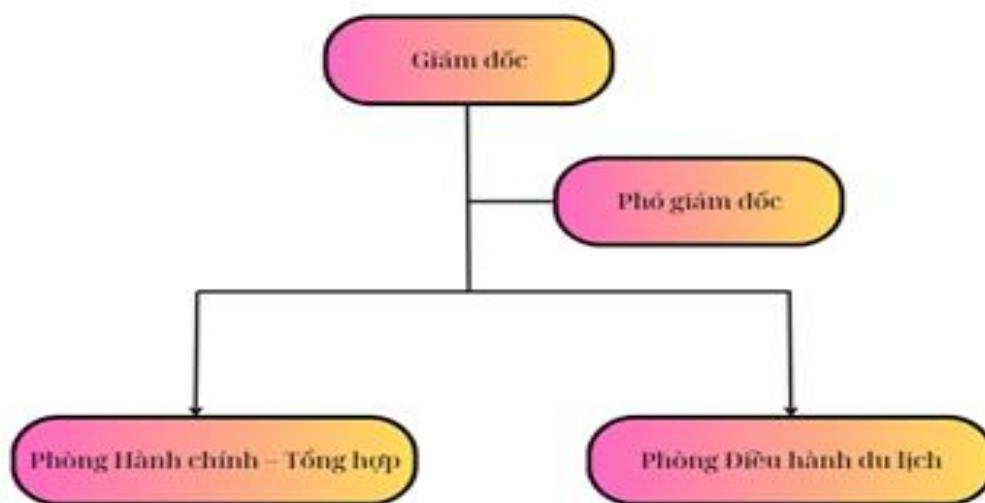 Giám đốc
Phó giám đốc
Phòng Hành chính – Tổng hợp
Phòng Điều hành du lịch